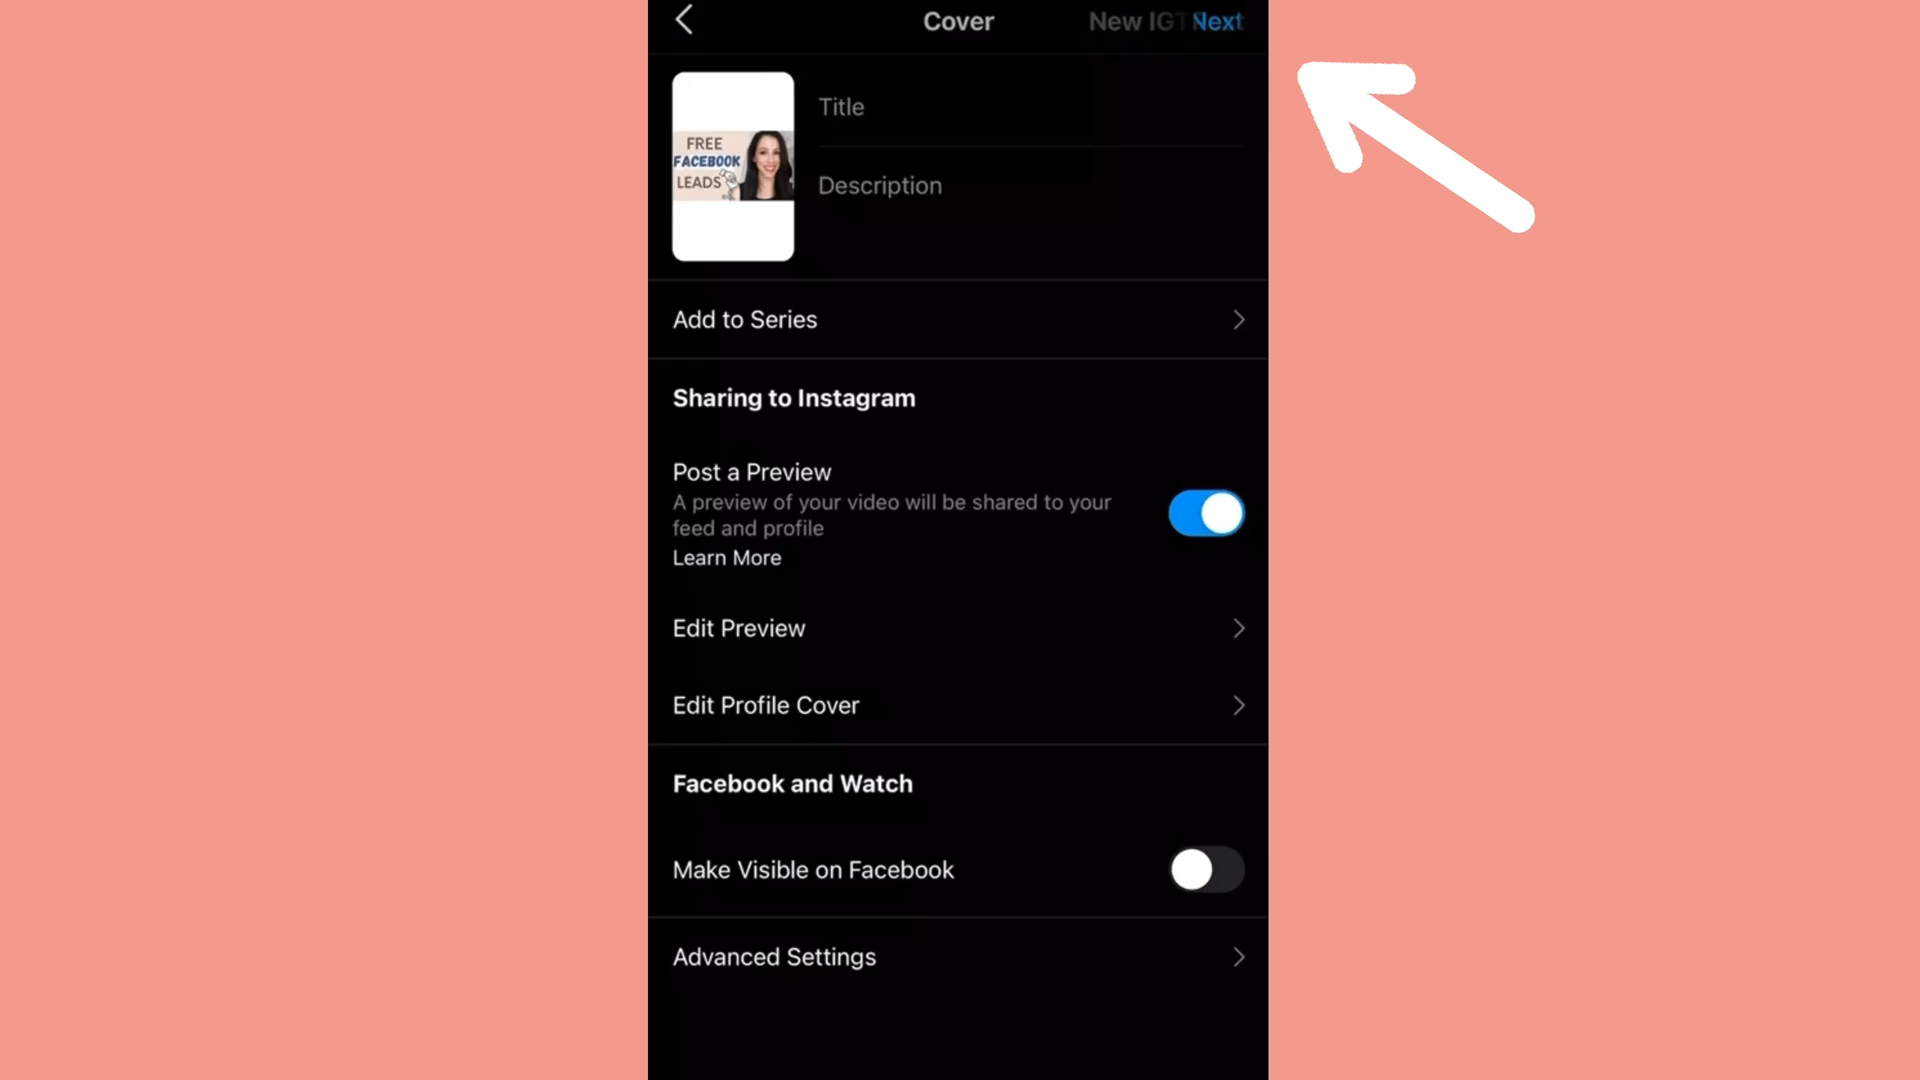 Cover
New IGT
Next
FREE
FACEBOOK
LEADS
Title
Description
Add to Series
Sharing to Instagram
Post a Preview
A preview of your video will be shared to your
feed and profile
Learn More
Edit Preview
Edit Profile Cover
Facebook and Watch
Make Visible on Facebook
Advanced Settings